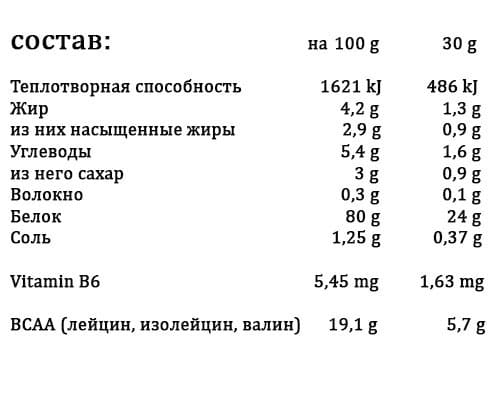 состав: на 100 g 30 g
Теплотворная способность 1621 kJ 486 kJ
Жир 4,2 g 1,3 g
из них насыщенные жиры 2,9 g 0,9 g
Углеводы 5,4 g 1,6 g
из него сахар 3 g 0,9 g
Волокно 0,3 g 0,1 g
Белок 80 g 24 g
Соль 1,25 g 0,37 g
Vitamin B6 5,45 mg 1,63 mg
BCAA (лейцин, изолейцин, валин) 19,1 g 5,7 g